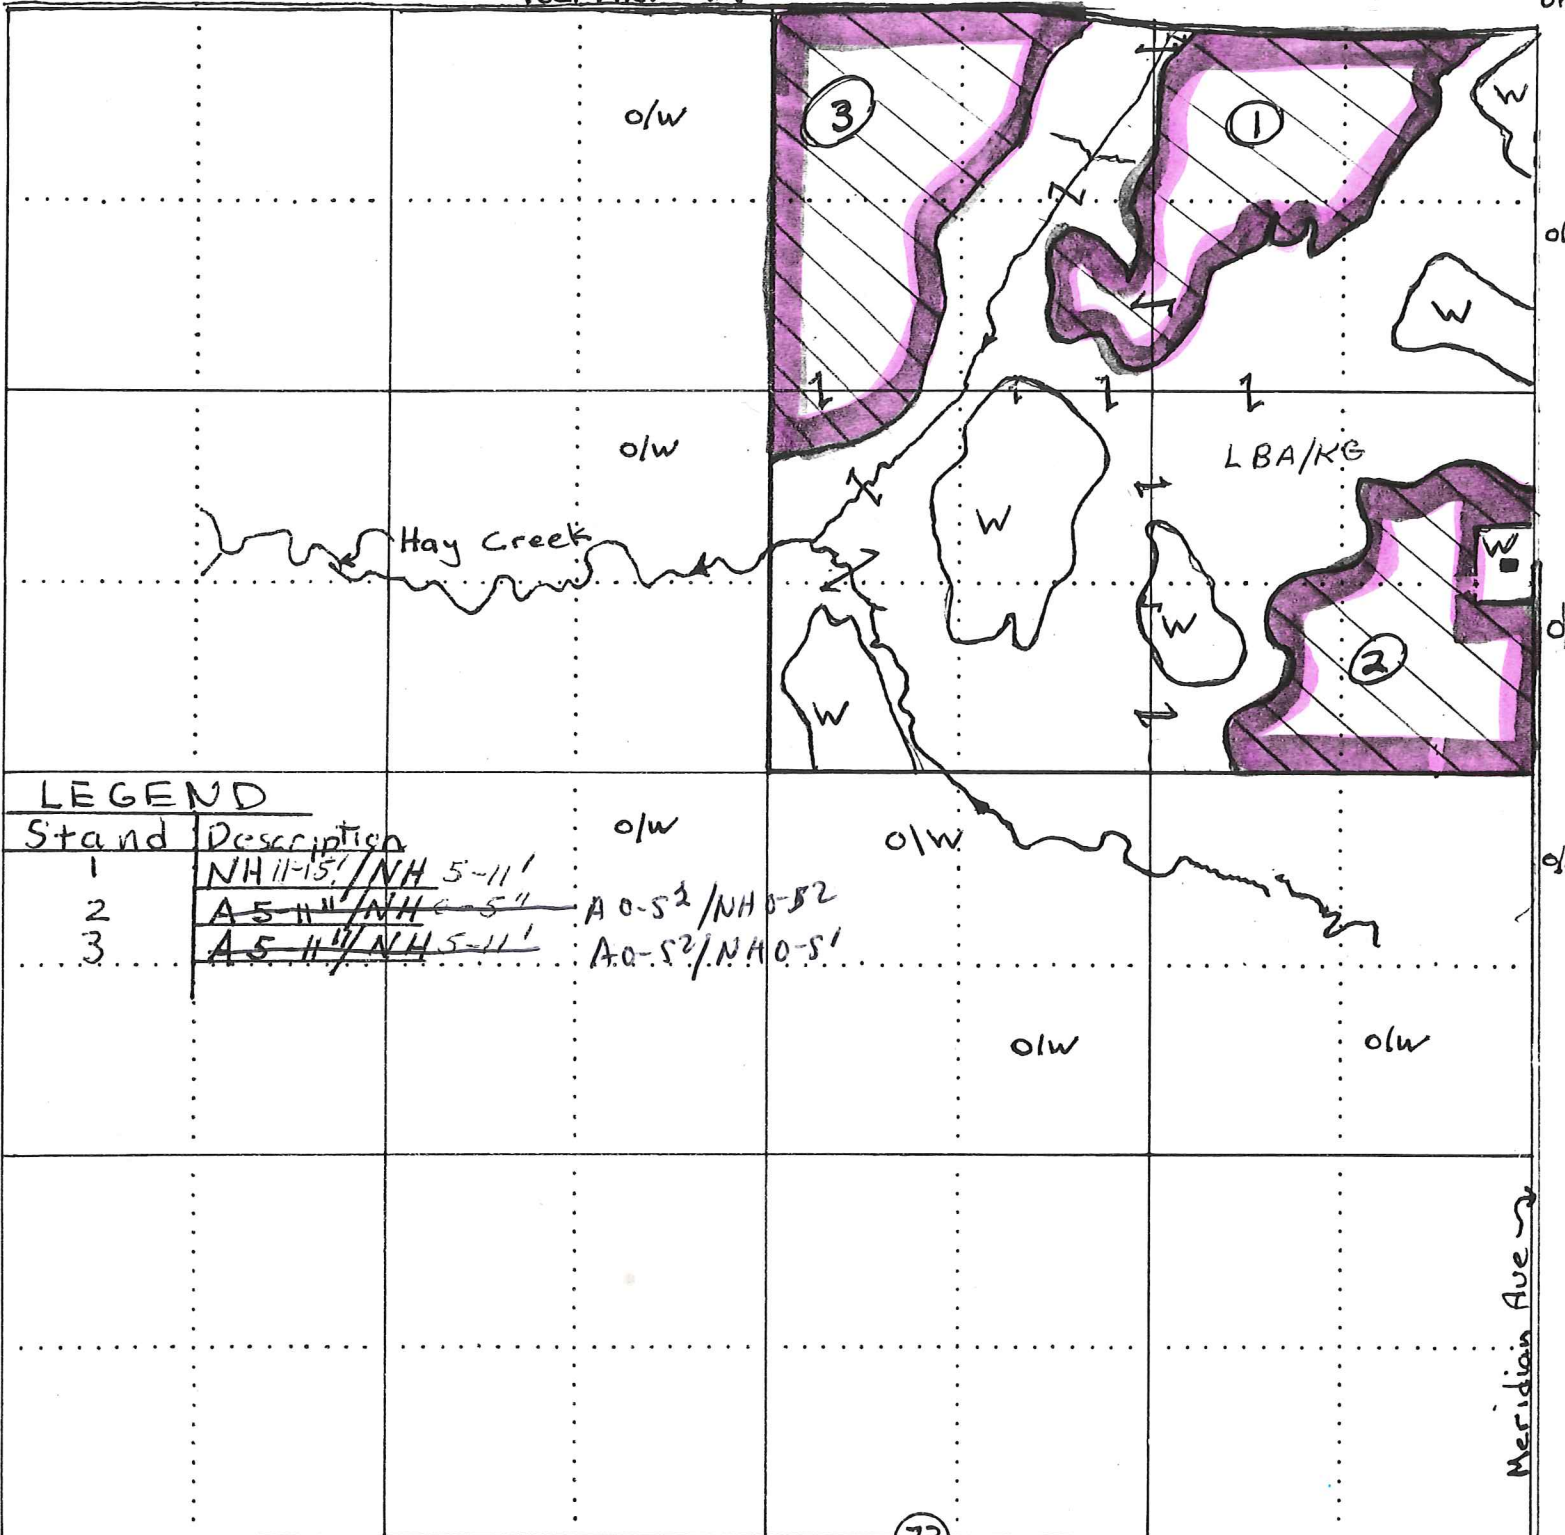 o/w
3
1
W
W
o/w
LBA/KG
Hay Creek
W
W
W
2
W
LEGEND
Stand Description
1 NH 11-15'/NH 5-11'
2 A 5-11"/NH 0-5" A 0-5²/NH 0-5²
3 A 5-11"/NH 5-11' A 0-5²/NH 0-5'
o/w
o/w
o/w
o/w
Meridian Ave